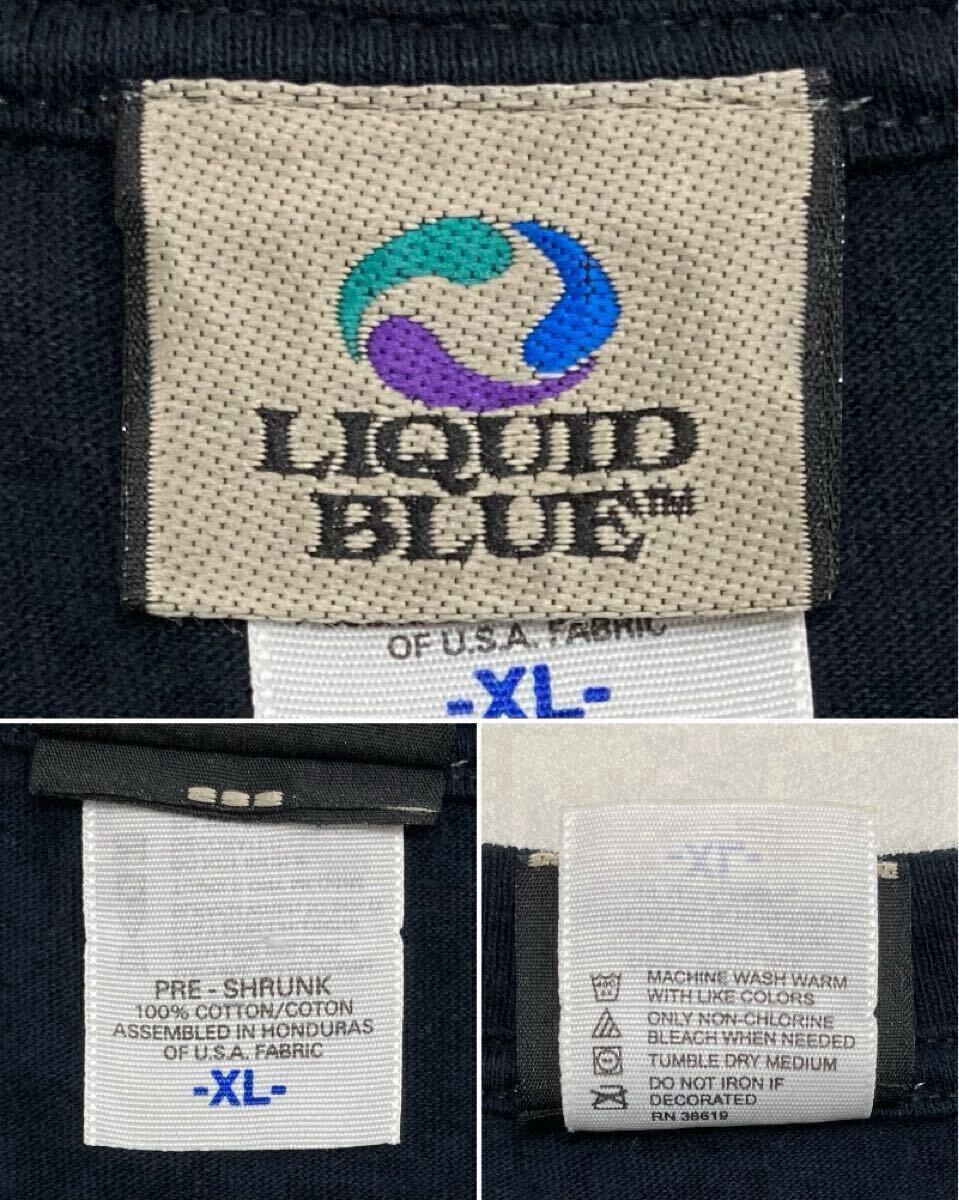 LIQUID
BLUE™
OF U.S.A. FABRIC
-XL-
PRE - SHRUNK
100% COTTON/COTON
ASSEMBLED IN HONDURAS
OF U.S.A. FABRIC
-XL-
MACHINE WASH WARM
WITH LIKE COLORS
ONLY NON-CHLORINE
BLEACH WHEN NEEDED
TUMBLE DRY MEDIUM
DO NOT IRON IF
DECORATED
RN 38619